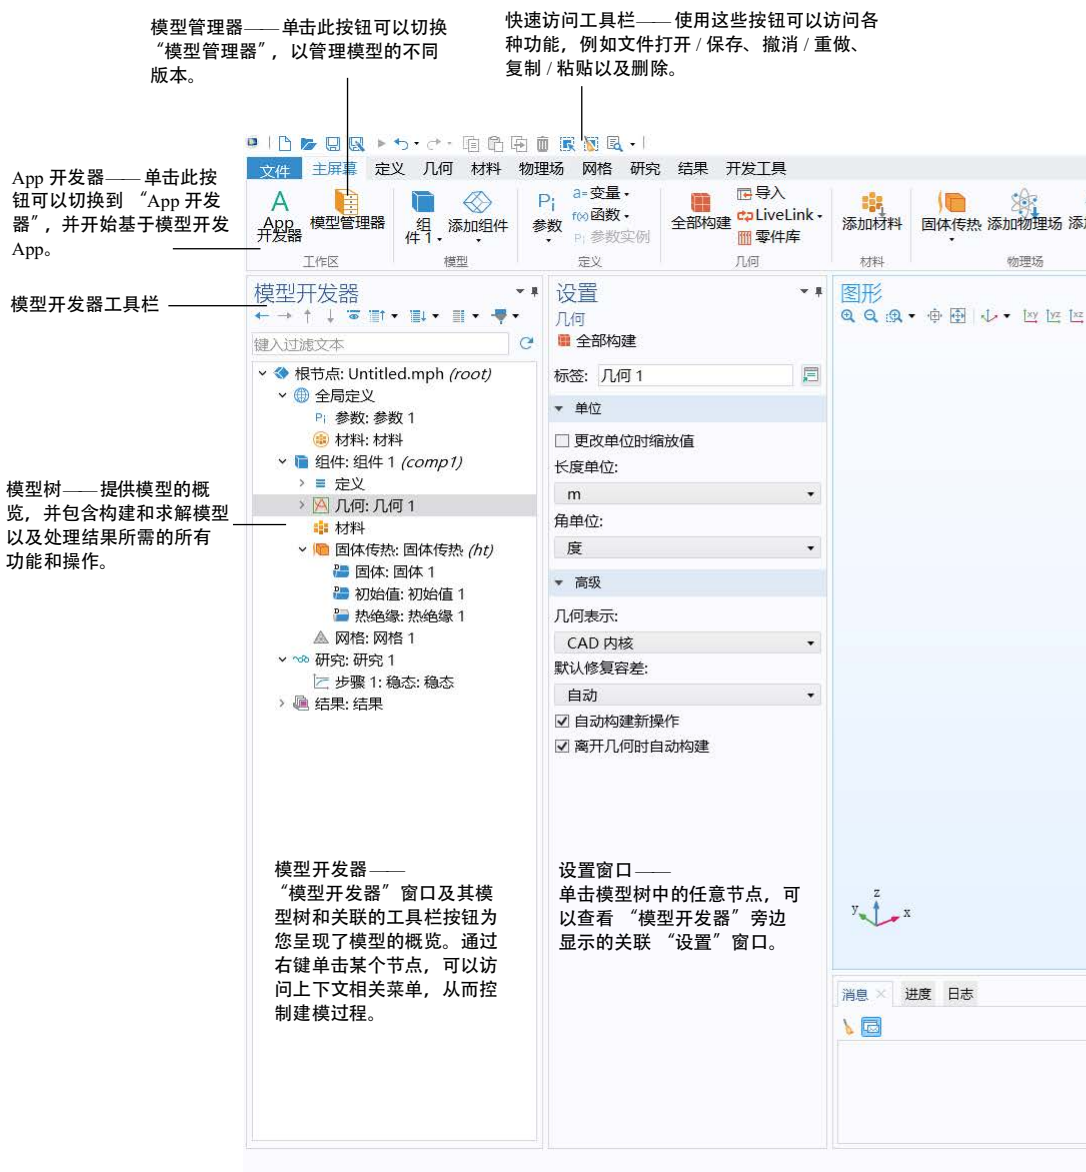 模型管理器——单击此按钮可以切换
“模型管理器”，以管理模型的不同
版本。
快速访问工具栏——使用这些按钮可以访问各
种功能，例如文件打开 / 保存、撤消 / 重做、
复制 / 粘贴以及删除。
App 开发器——单击此按
钮可以切换到 “App 开发
器”，并开始基于模型开发
App。
模型开发器工具栏
模型树——提供模型的概
览，并包含构建和求解模型
以及处理结果所需的所有
功能和操作。
文件 主屏幕 定义 几何 材料 物理场 网格 研究 结果 开发工具
App
开发器
模型管理器
工作区
组
件 1
添加组件
模型
Pi
参数
a= 变量
f(x) 函数
Pi 参数实例
定义
全部构建
导入
LiveLink
零件库
几何
添加材料
材料
固体传热
添加物理场
添
物理场
模型开发器
键入过滤文本
根节点: Untitled.mph (root)
全局定义
Pi 参数: 参数 1
材料: 材料
组件: 组件 1 (comp1)
定义
几何: 几何 1
材料
固体传热: 固体传热 (ht)
固体: 固体 1
初始值: 初始值 1
热绝缘: 热绝缘 1
网格: 网格 1
研究: 研究 1
步骤 1: 稳态: 稳态
结果: 结果
模型开发器——
“模型开发器”窗口及其模
型树和关联的工具栏按钮为
您呈现了模型的概览。通过
右键单击某个节点，可以访
问上下文相关菜单，从而控
制建模过程。
设置
几何
全部构建
标签: 几何 1
单位
更改单位时缩放值
长度单位:
m
角单位:
度
高级
几何表示:
CAD 内核
默认修复容差:
自动
自动构建新操作
离开几何时自动构建
设置窗口——
单击模型树中的任意节点，可
以查看 “模型开发器”旁边
显示的关联 “设置”窗口。
图形
xy yz xz
z
y
x
消息 进度 日志